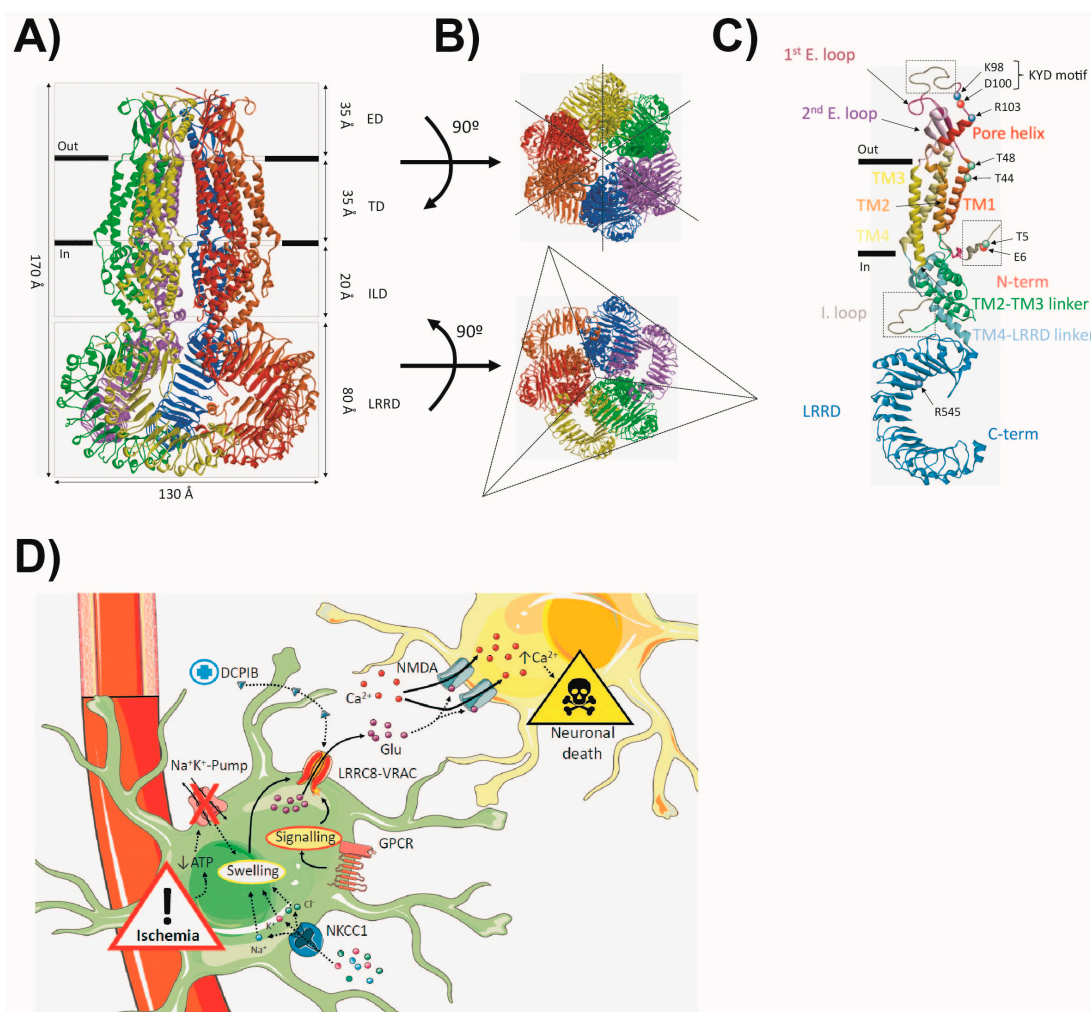 A)
B)
C)
Out
In
170 Å
130 Å
35 Å
ED
35 Å
TD
20 Å
ILD
80 Å
LRRD
90º
90º
1st E. loop
K98
D100
KYD motif
R103
2nd E. loop
Pore helix
Out
T48
T44
TM3
TM2
TM1
TM4
T5
E6
In
N-term
TM2-TM3 linker
I. loop
TM4-LRRD linker
LRRD
R545
C-term
D)
DCPIB
NMDA
↑Ca2+
Ca2+
Glu
Neuronal
death
Na+K+-Pump
LRRC8-VRAC
Signalling
GPCR
↓ATP
Swelling
!
Ischemia
Cl-
K+
Na+
NKCC1